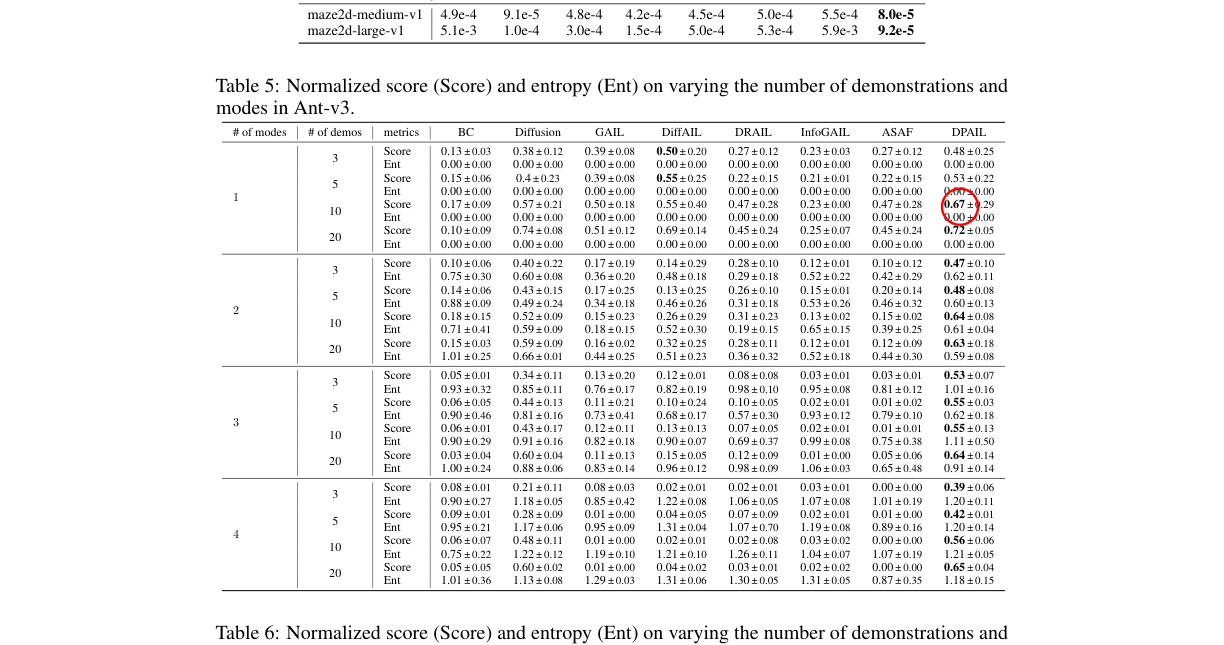 maze2d-medium-v1 4.9e-4 9.1e-5 4.8e-4 4.2e-4 4.5e-4 5.0e-4 5.5e-4 8.0e-5
maze2d-large-v1 5.1e-3 1.0e-4 3.0e-4 1.5e-4 5.0e-4 5.3e-4 5.9e-3 9.2e-5
Table 5: Normalized score (Score) and entropy (Ent) on varying the number of demonstrations and
modes in Ant-v3.
# of modes # of demos metrics BC Diffusion GAIL DiffAIL DRAIL InfoGAIL ASAF DPAIL
1
3
Score 0.13±0.03 0.38±0.12 0.39±0.08 0.50±0.20 0.27±0.12 0.23±0.03 0.27±0.12 0.48±0.25
Ent 0.00±0.00 0.00±0.00 0.00±0.00 0.00±0.00 0.00±0.00 0.00±0.00 0.00±0.00 0.00±0.00
5
Score 0.15±0.06 0.4±0.23 0.39±0.08 0.55±0.25 0.22±0.15 0.21±0.01 0.22±0.15 0.53±0.22
Ent 0.00±0.00 0.00±0.00 0.00±0.00 0.00±0.00 0.00±0.00 0.00±0.00 0.00±0.00 0.00±0.00
10
Score 0.17±0.09 0.57±0.21 0.50±0.18 0.55±0.40 0.47±0.28 0.23±0.00 0.47±0.28 0.67±0.29
Ent 0.00±0.00 0.00±0.00 0.00±0.00 0.00±0.00 0.00±0.00 0.00±0.00 0.00±0.00 0.00±0.00
20
Score 0.10±0.09 0.74±0.08 0.51±0.12 0.69±0.14 0.45±0.24 0.25±0.07 0.45±0.24 0.72±0.05
Ent 0.00±0.00 0.00±0.00 0.00±0.00 0.00±0.00 0.00±0.00 0.00±0.00 0.00±0.00 0.00±0.00
2
3
Score 0.10±0.06 0.40±0.22 0.17±0.19 0.14±0.29 0.28±0.10 0.12±0.01 0.10±0.12 0.47±0.10
Ent 0.75±0.30 0.60±0.08 0.36±0.20 0.48±0.18 0.29±0.18 0.52±0.22 0.42±0.29 0.62±0.11
5
Score 0.14±0.06 0.43±0.15 0.17±0.25 0.13±0.25 0.26±0.10 0.15±0.01 0.20±0.14 0.48±0.08
Ent 0.88±0.09 0.49±0.24 0.34±0.18 0.46±0.26 0.31±0.18 0.53±0.26 0.46±0.32 0.60±0.13
10
Score 0.18±0.15 0.52±0.09 0.15±0.23 0.26±0.29 0.31±0.23 0.13±0.02 0.15±0.02 0.64±0.08
Ent 0.71±0.41 0.59±0.09 0.18±0.15 0.52±0.30 0.19±0.15 0.65±0.15 0.39±0.25 0.61±0.04
20
Score 0.15±0.03 0.59±0.09 0.16±0.02 0.32±0.25 0.28±0.11 0.12±0.01 0.12±0.09 0.63±0.18
Ent 1.01±0.25 0.66±0.01 0.44±0.25 0.51±0.23 0.36±0.32 0.52±0.18 0.44±0.30 0.59±0.08
3
3
Score 0.05±0.01 0.34±0.11 0.13±0.20 0.12±0.01 0.08±0.08 0.03±0.01 0.03±0.01 0.53±0.07
Ent 0.93±0.32 0.85±0.11 0.76±0.17 0.82±0.19 0.98±0.10 0.95±0.08 0.81±0.12 1.01±0.16
5
Score 0.06±0.05 0.44±0.13 0.11±0.21 0.10±0.24 0.10±0.05 0.02±0.01 0.01±0.02 0.55±0.03
Ent 0.90±0.46 0.81±0.16 0.73±0.41 0.68±0.17 0.57±0.30 0.93±0.12 0.79±0.10 0.62±0.18
10
Score 0.06±0.01 0.43±0.17 0.12±0.11 0.13±0.13 0.07±0.05 0.02±0.01 0.01±0.01 0.55±0.13
Ent 0.90±0.29 0.91±0.16 0.82±0.18 0.90±0.07 0.69±0.37 0.99±0.08 0.75±0.38 1.11±0.50
20
Score 0.03±0.04 0.60±0.04 0.11±0.13 0.15±0.05 0.12±0.09 0.01±0.00 0.05±0.06 0.64±0.14
Ent 1.00±0.24 0.88±0.06 0.83±0.14 0.96±0.12 0.98±0.09 1.06±0.03 0.65±0.48 0.91±0.14
4
3
Score 0.08±0.01 0.21±0.11 0.08±0.03 0.02±0.01 0.02±0.01 0.03±0.01 0.00±0.00 0.39±0.06
Ent 0.90±0.27 1.18±0.05 0.85±0.42 1.22±0.08 1.06±0.05 1.07±0.08 1.01±0.19 1.20±0.11
5
Score 0.09±0.01 0.28±0.09 0.01±0.00 0.04±0.05 0.07±0.09 0.02±0.01 0.01±0.00 0.42±0.01
Ent 0.95±0.21 1.17±0.06 0.95±0.09 1.31±0.04 1.07±0.70 1.19±0.08 0.89±0.16 1.20±0.14
10
Score 0.06±0.07 0.48±0.11 0.01±0.00 0.02±0.01 0.02±0.08 0.03±0.02 0.00±0.00 0.56±0.06
Ent 0.75±0.22 1.22±0.12 1.19±0.10 1.21±0.10 1.26±0.11 1.04±0.07 1.07±0.19 1.21±0.05
20
Score 0.05±0.05 0.60±0.02 0.01±0.00 0.04±0.02 0.03±0.01 0.02±0.02 0.00±0.00 0.65±0.04
Ent 1.01±0.36 1.13±0.08 1.29±0.03 1.31±0.06 1.30±0.05 1.31±0.05 0.87±0.35 1.18±0.15
Table 6: Normalized score (Score) and entropy (Ent) on varying the number of demonstrations and